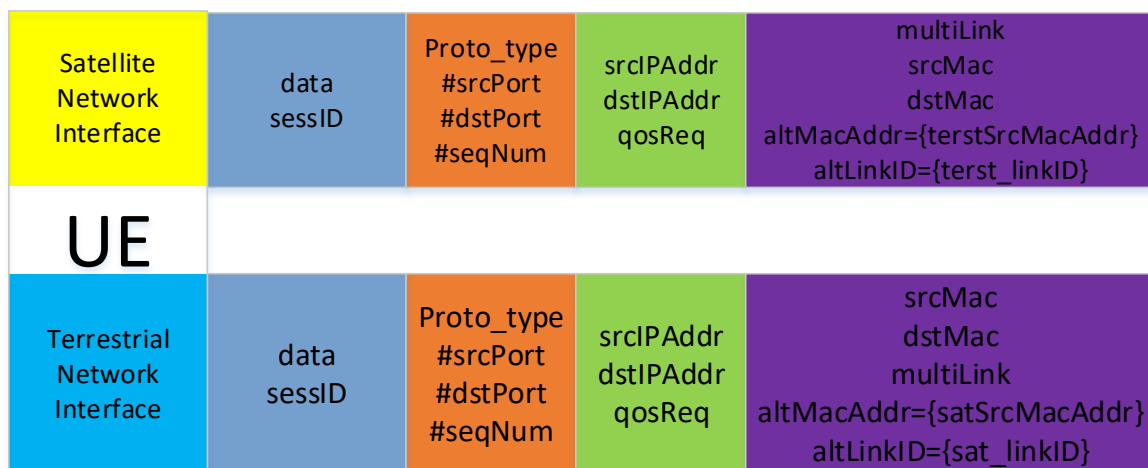 Satellite
Network
Interface
data
sessID
Proto_type
#srcPort
#dstPort
#seqNum
srcIPAddr
dstIPAddr
qosReq
multiLink
srcMac
dstMac
altMacAddr={terstSrcMacAddr}
altLinkID={terst_linkID}
UE
Terrestrial
Network
Interface
data
sessID
Proto_type
#srcPort
#dstPort
#seqNum
srcIPAddr
dstIPAddr
qosReq
srcMac
dstMac
multiLink
altMacAddr={satSrcMacAddr}
altLinkID={sat_linkID}